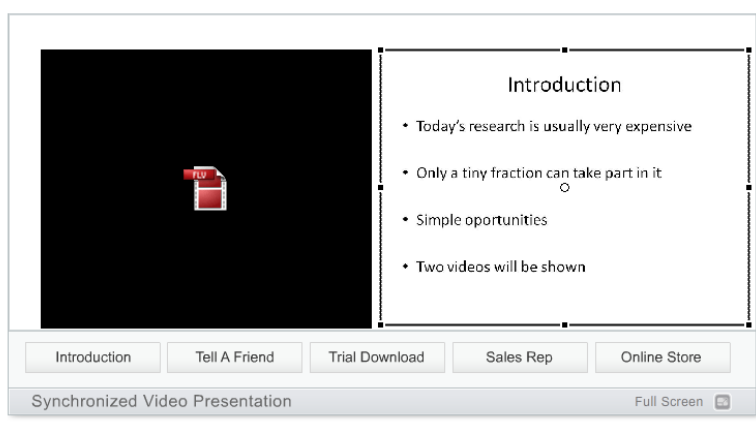 FLV
Introduction
• Today's research is usually very expensive
• Only a tiny fraction can take part in it
• Simple oportunities
• Two videos will be shown
Introduction
Tell A Friend
Trial Download
Sales Rep
Online Store
Synchronized Video Presentation
Full Screen